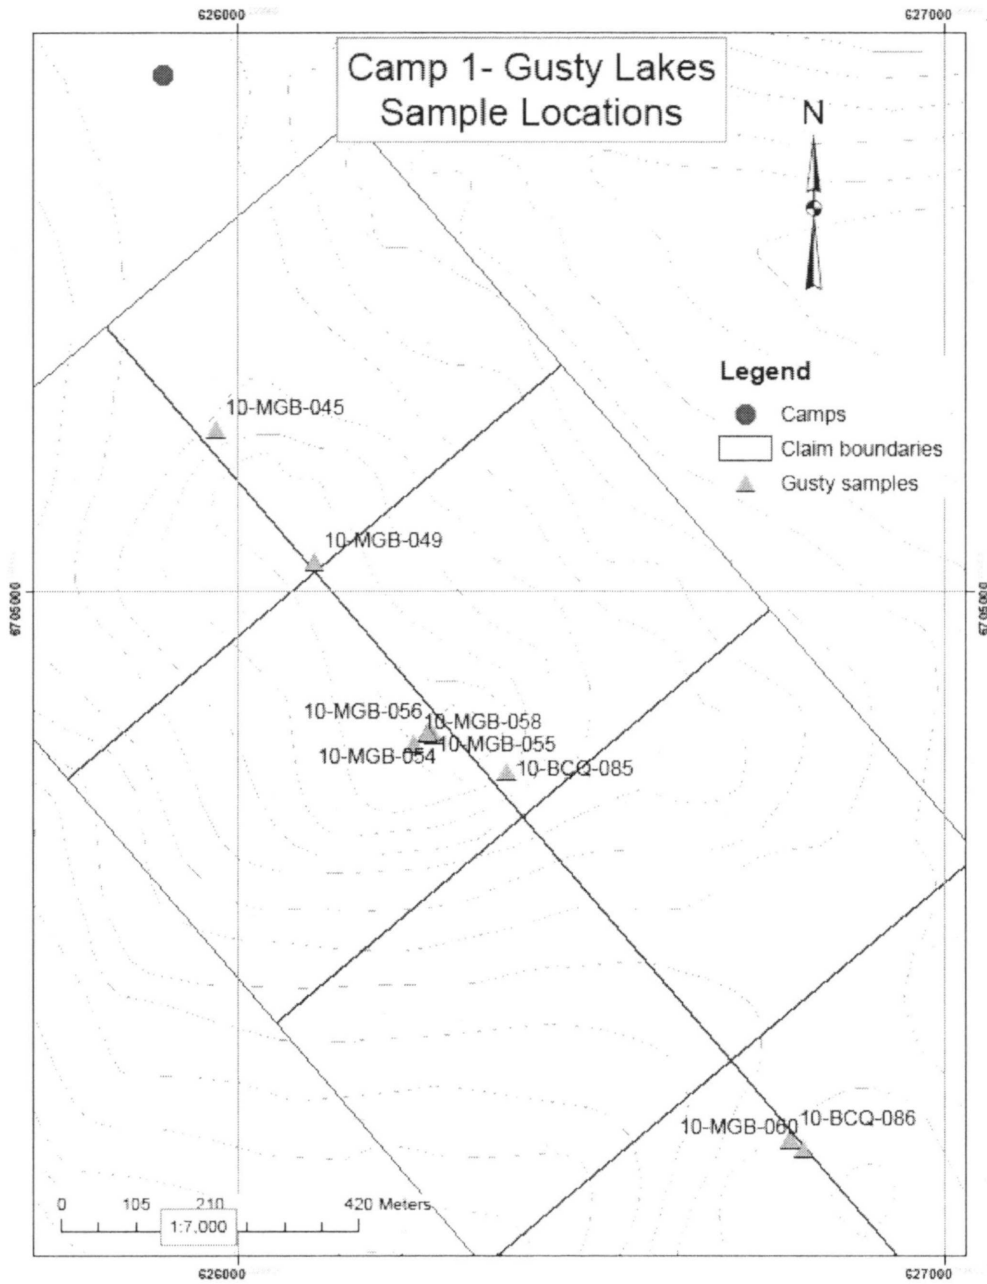 626000
627000
Camp 1- Gusty Lakes
Sample Locations
N
Legend
Camps
Claim boundaries
Gusty samples
10-MGB-045
10-MGB-049
6705000
6705000
10-MGB-056
10-MGB-058
10-MGB-054
10-MGB-055
10-BCQ-085
10-MGB-060
10-BCQ-086
0 105 210 420 Meters
1:7,000
626000
627000